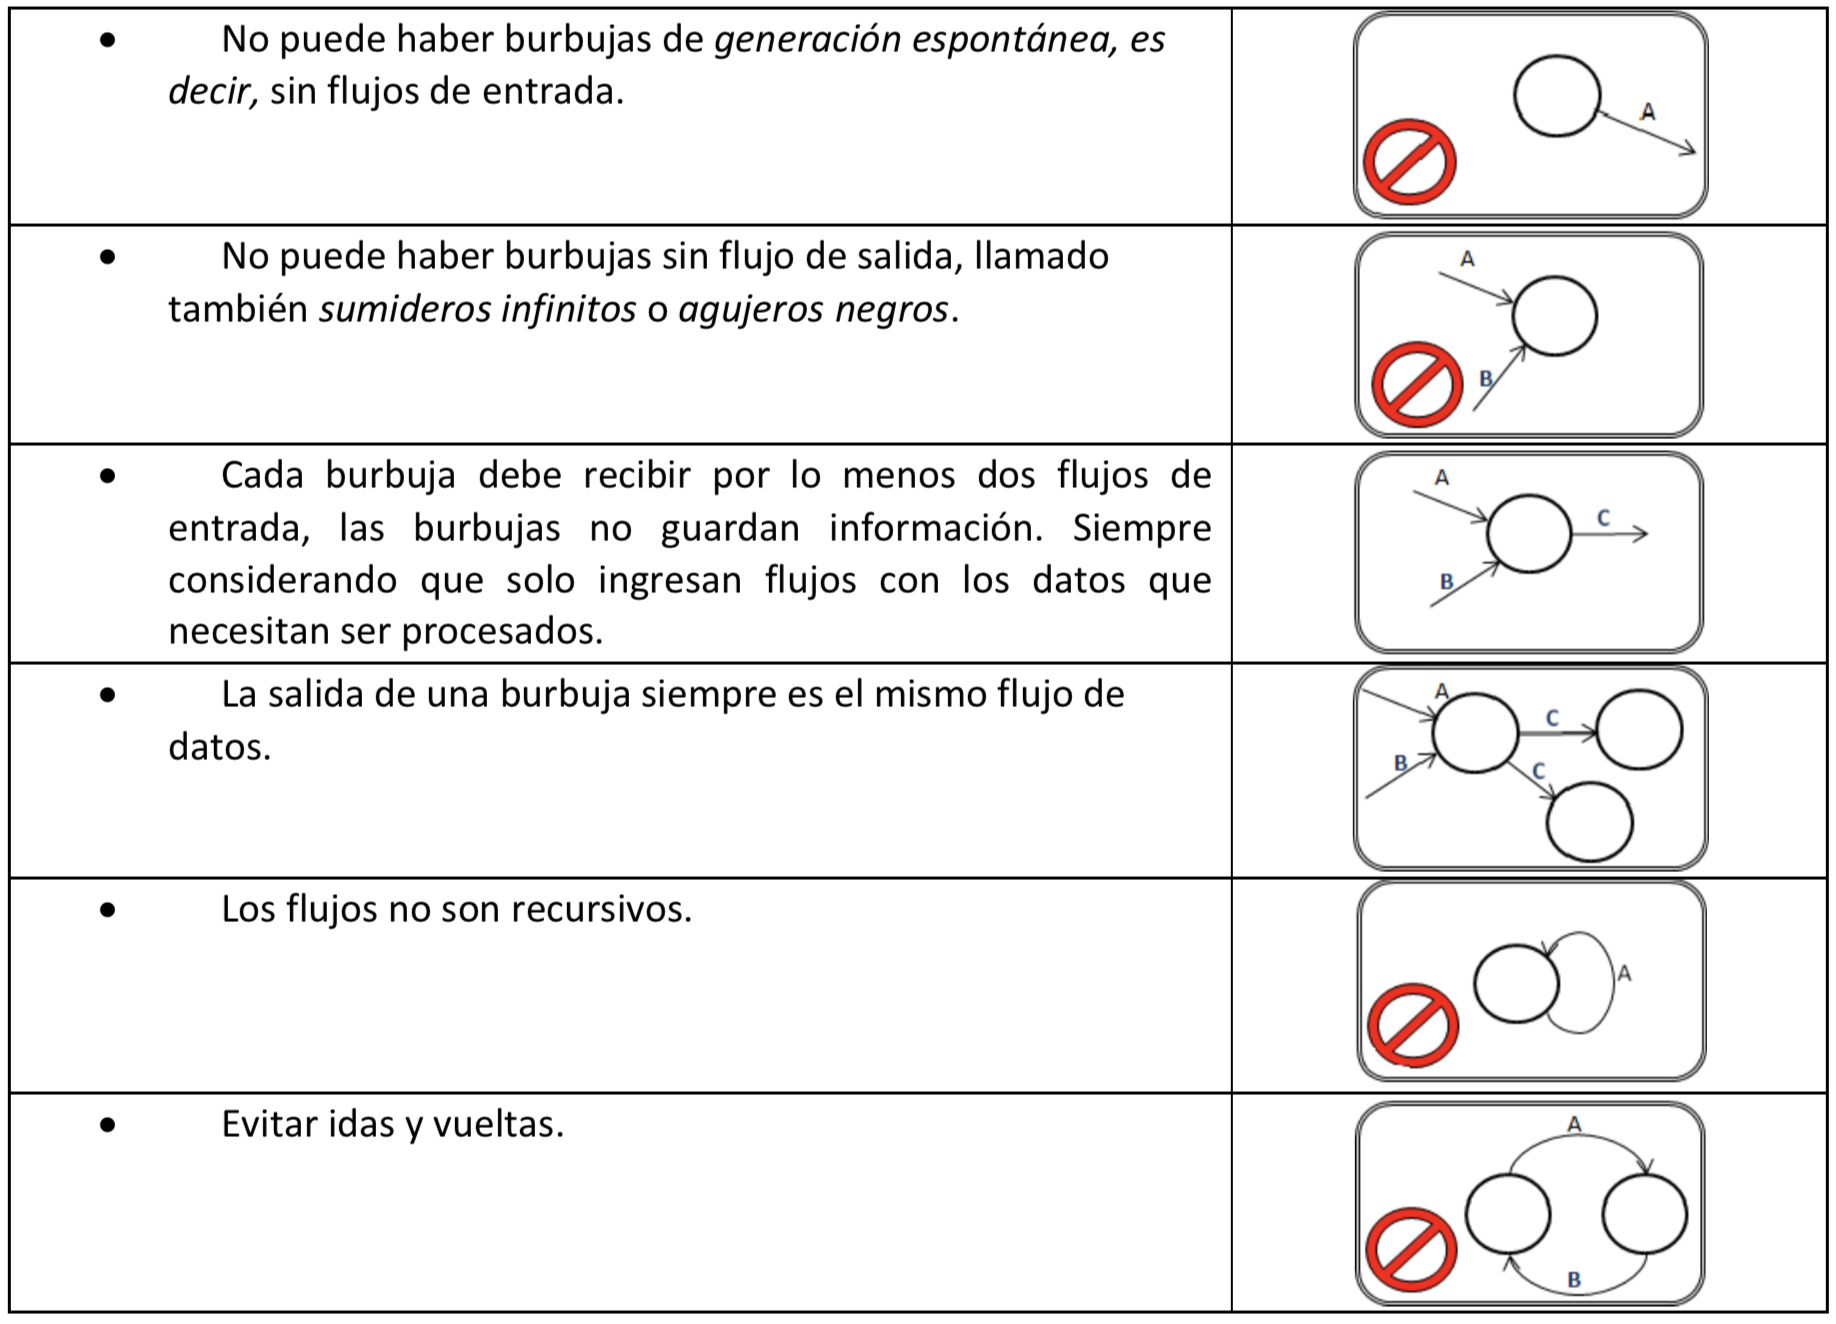 • No puede haber burbujas de generación espontánea, es
decir, sin flujos de entrada.
A
• No puede haber burbujas sin flujo de salida, llamado
también sumideros infinitos o agujeros negros.
A
B
• Cada burbuja debe recibir por lo menos dos flujos de
entrada, las burbujas no guardan información. Siempre
considerando que solo ingresan flujos con los datos que
necesitan ser procesados.
A
C
B
• La salida de una burbuja siempre es el mismo flujo de
datos.
A
C
B
C
• Los flujos no son recursivos.
A
• Evitar idas y vueltas.
A
B